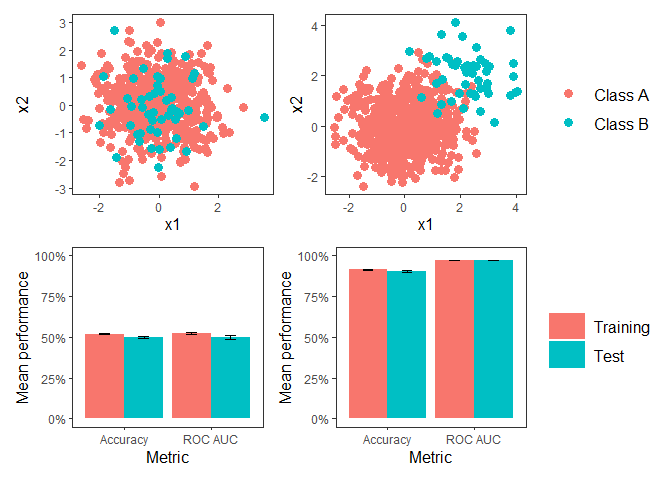 3
2
1
0
-1
-2
-3
x2
-2
0
2
x1
4
2
0
-2
x2
-2
0
2
4
x1
Class A
Class B
100%
75%
50%
25%
0%
Mean performance
Accuracy
ROC AUC
Metric
100%
75%
50%
25%
0%
Mean performance
Accuracy
ROC AUC
Metric
Training
Test